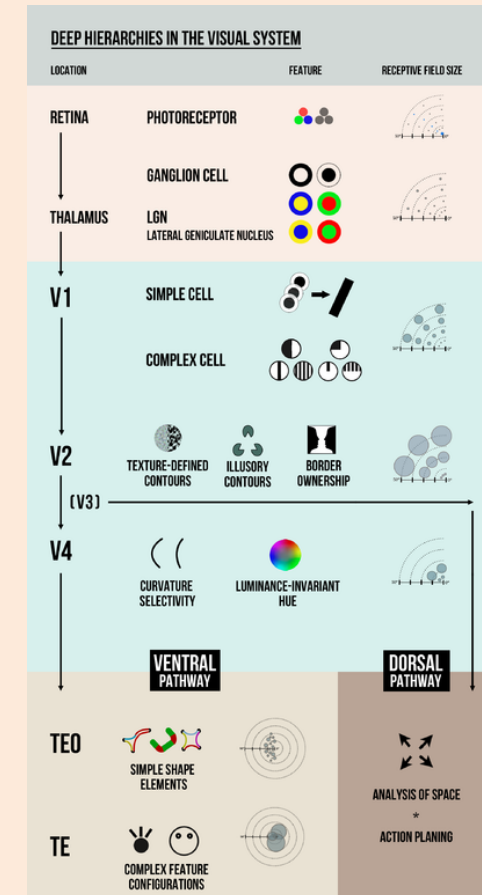 DEEP HIERARCHIES IN THE VISUAL SYSTEM
LOCATION FEATURE RECEPTIVE FIELD SIZE
RETINA PHOTORECEPTOR
GANGLION CELL
THALAMUS LGN
LATERAL GENICULATE NUCLEUS
V1 SIMPLE CELL
COMPLEX CELL
V2
TEXTURE-DEFINED
CONTOURS
ILLUSORY
CONTOURS
BORDER
OWNERSHIP
(V3)
V4
CURVATURE
SELECTIVITY
LUMINANCE-INVARIANT
HUE
VENTRAL
PATHWAY
DORSAL
PATHWAY
TEO
SIMPLE SHAPE
ELEMENTS
ANALYSIS OF SPACE
*
ACTION PLANING
TE
COMPLEX FEATURE
CONFIGURATIONS